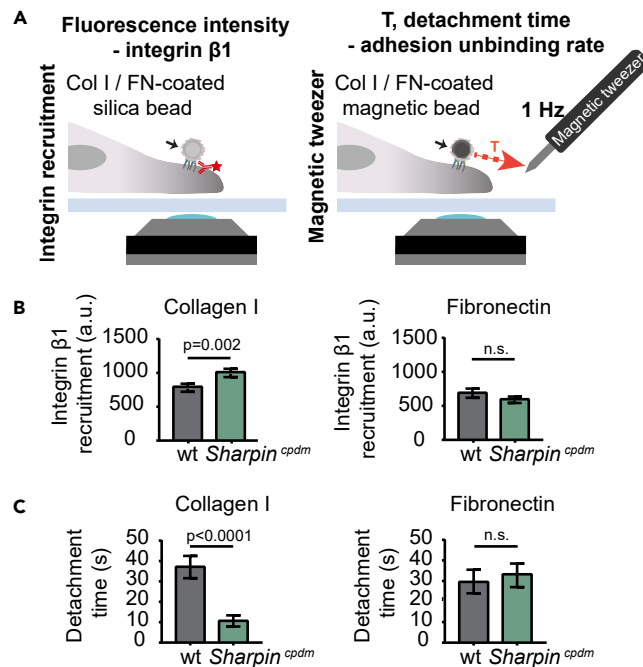 A
Fluorescence intensity
- integrin β1
Col I / FN-coated
silica bead
Integrin recruitment
T, detachment time
- adhesion unbinding rate
Col I / FN-coated
magnetic bead
1 Hz
T
Magnetic tweezer
Magnetic tweezer
B
Collagen I
Integrin β1
recruitment (a.u.)
1500
1000
500
0
p=0.002
wt Sharpin cpdm
Fibronectin
Integrin β1
recruitment (a.u.)
1500
1000
500
0
n.s.
wt Sharpin cpdm
C
Collagen I
Detachment
time (s)
50
40
30
20
10
0
p<0.0001
wt Sharpin cpdm
Fibronectin
Detachment
time (s)
50
40
30
20
10
0
n.s.
wt Sharpin cpdm